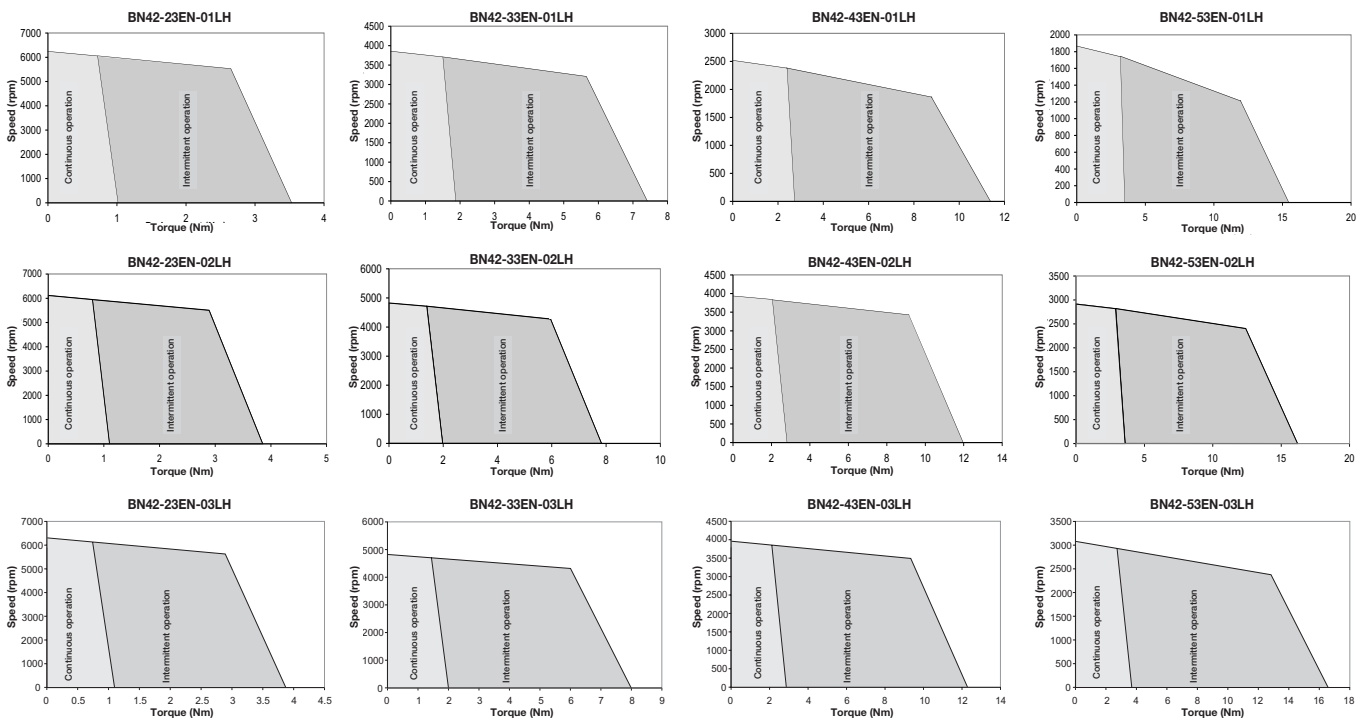 BN42-23EN-01LH
7000
6000
5000
4000
3000
2000
1000
0
Speed (rpm)
Continuous operation
Intermittent operation
0 1 2 3 4
Torque (Nm)
BN42-33EN-01LH
4500
4000
3500
3000
2500
2000
1500
1000
500
0
Speed (rpm)
Continuous operation
Intermittent operation
0 1 2 3 4 5 6 7 8
Torque (Nm)
BN42-43EN-01LH
3000
2500
2000
1500
1000
500
0
Speed (rpm)
Continuous operation
Intermittent operation
0 2 4 6 8 10 12
Torque (Nm)
BN42-53EN-01LH
2000
1800
1600
1400
1200
1000
800
600
400
200
0
Speed (rpm)
Continuous operation
Intermittent operation
0 5 10 15 20
Torque (Nm)
BN42-23EN-02LH
7000
6000
5000
4000
3000
2000
1000
0
Speed (rpm)
Continuous operation
Intermittent operation
0 1 2 3 4 5
Torque (Nm)
BN42-33EN-02LH
6000
5000
4000
3000
2000
1000
0
Speed (rpm)
Continuous operation
Intermittent operation
0 2 4 6 8 10
Torque (Nm)
BN42-43EN-02LH
4500
4000
3500
3000
2500
2000
1500
1000
500
0
Speed (rpm)
Continuous operation
Intermittent operation
0 2 4 6 8 10 12 14
Torque (Nm)
BN42-53EN-02LH
3500
3000
2500
2000
1500
1000
500
0
Speed (rpm)
Continuous operation
Intermittent operation
0 5 10 15 20
Torque (Nm)
BN42-23EN-03LH
7000
6000
5000
4000
3000
2000
1000
0
Speed (rpm)
Continuous operation
Intermittent operation
0 0.5 1 1.5 2 2.5 3 3.5 4 4.5
Torque (Nm)
BN42-33EN-03LH
6000
5000
4000
3000
2000
1000
0
Speed (rpm)
Continuous operation
Intermittent operation
0 1 2 3 4 5 6 7 8 9
Torque (Nm)
BN42-43EN-03LH
4500
4000
3500
3000
2500
2000
1500
1000
500
0
Speed (rpm)
Continuous operation
Intermittent operation
0 2 4 6 8 10 12 14
Torque (Nm)
BN42-53EN-03LH
3500
3000
2500
2000
1500
1000
500
0
Speed (rpm)
Continuous operation
Intermittent operation
0 2 4 6 8 10 12 14 16 18
Torque (Nm)